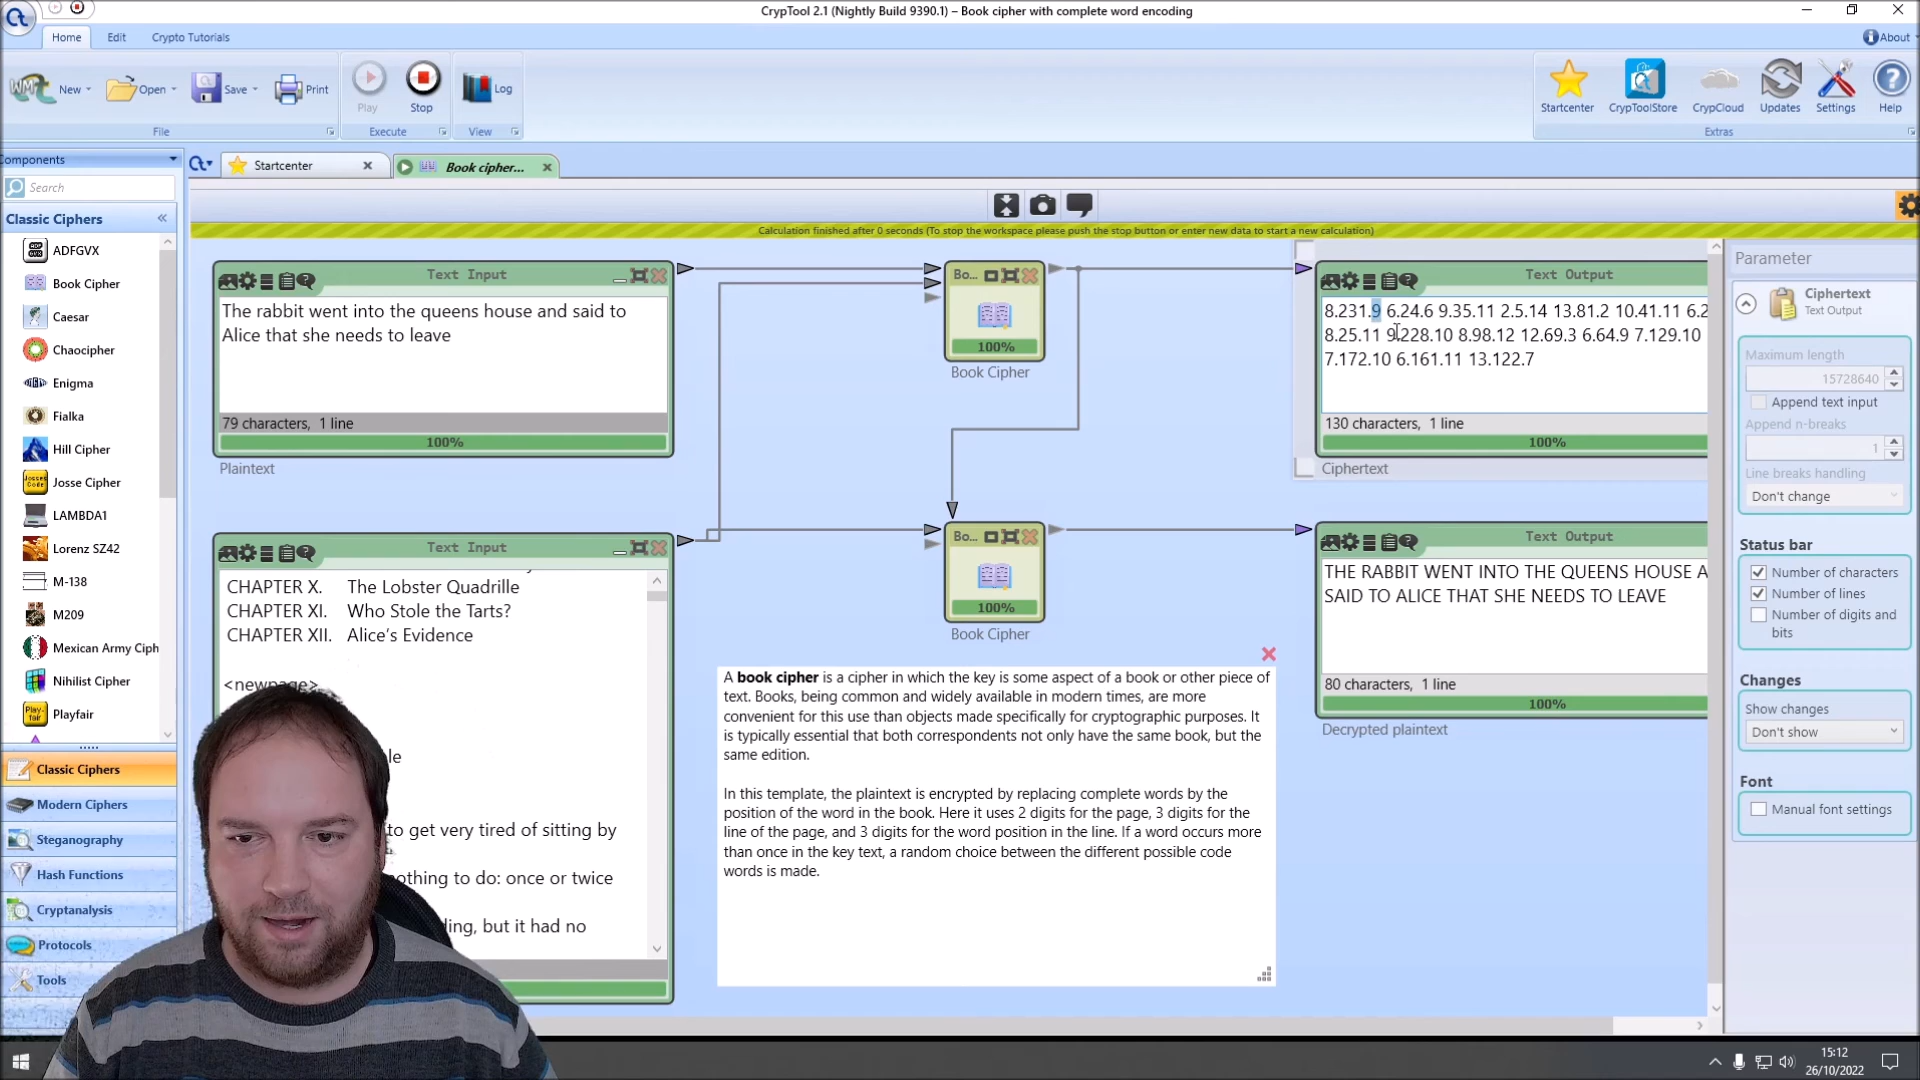 CrypTool 2.1 (Nightly Build 9390.1) – Book cipher with complete word encoding
Home Edit Crypto Tutorials
About
New Open Save Print
Play Stop
Log
Startcenter CrypToolStore CrypCloud Updates Settings Help
File Execute View Extras
Components
Startcenter
Book cipher...
Search
Classic Ciphers
ADFGVX
Book Cipher
Caesar
Chaocipher
Enigma
Fialka
Hill Cipher
Josse Cipher
LAMBDA1
Lorenz SZ42
M-138
M209
Mexican Army Ciph
Nihilist Cipher
Playfair
Classic Ciphers
Modern Ciphers
Steganography
Hash Functions
Cryptanalysis
Protocols
Tools
Calculation finished after 0 seconds (To stop the workspace please push the stop button or enter new data to start a new calculation)
Text Input
The rabbit went into the queens house and said to
Alice that she needs to leave
79 characters, 1 line
100%
Plaintext
Bo...
100%
Book Cipher
Text Output
8.231.9 6.24.6 9.35.11 2.5.14 13.81.2 10.41.11 6.2
8.25.11 9.228.10 8.98.12 12.69.3 6.64.9 7.129.10
7.172.10 6.161.11 13.122.7
130 characters, 1 line
100%
Ciphertext
Text Input
CHAPTER X. The Lobster Quadrille
CHAPTER XI. Who Stole the Tarts?
CHAPTER XII. Alice’s Evidence
<newpage>
le
to get very tired of sitting by
nothing to do: once or twice
ding, but it had no
Bo...
100%
Book Cipher
Text Output
THE RABBIT WENT INTO THE QUEENS HOUSE A
SAID TO ALICE THAT SHE NEEDS TO LEAVE
80 characters, 1 line
100%
Decrypted plaintext
A book cipher is a cipher in which the key is some aspect of a book or other piece of
text. Books, being common and widely available in modern times, are more
convenient for this use than objects made specifically for cryptographic purposes. It
is typically essential that both correspondents not only have the same book, but the
same edition.
In this template, the plaintext is encrypted by replacing complete words by the
position of the word in the book. Here it uses 2 digits for the page, 3 digits for the
line of the page, and 3 digits for the word position in the line. If a word occurs more
than once in the key text, a random choice between the different possible code
words is made.
Parameter
Ciphertext
Text Output
Maximum length
15728640
Append text input
Append n-breaks
1
Line breaks handling
Don't change
Status bar
Number of characters
Number of lines
Number of digits and
bits
Changes
Show changes
Don't show
Font
Manual font settings
15:12
26/10/2022